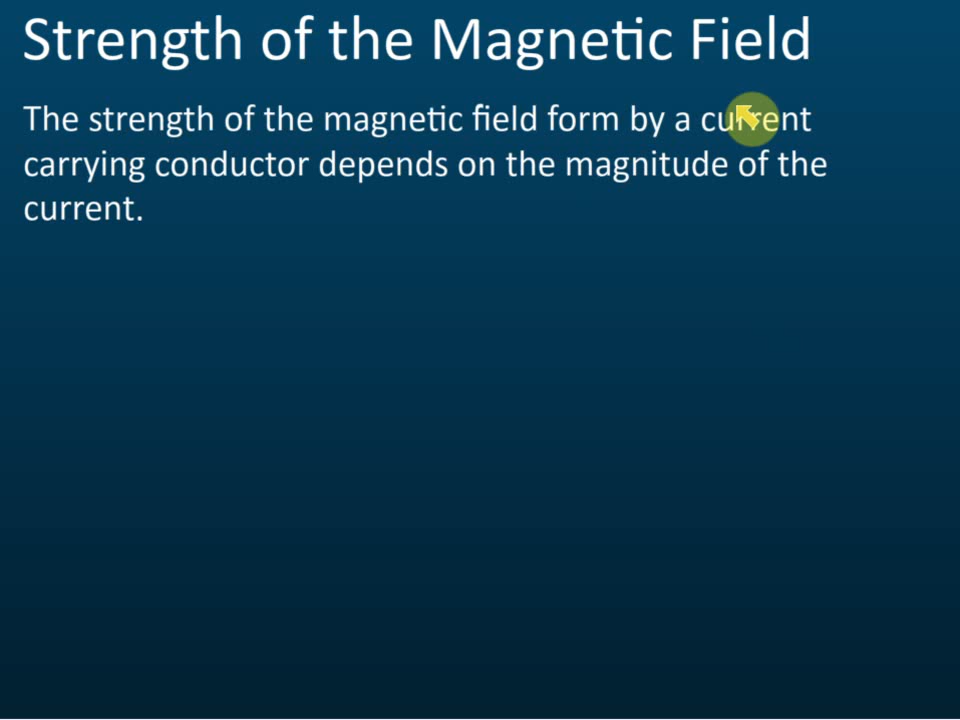 Strength of the Magnetic Field
The strength of the magnetic field form by a current
carrying conductor depends on the magnitude of the
current.